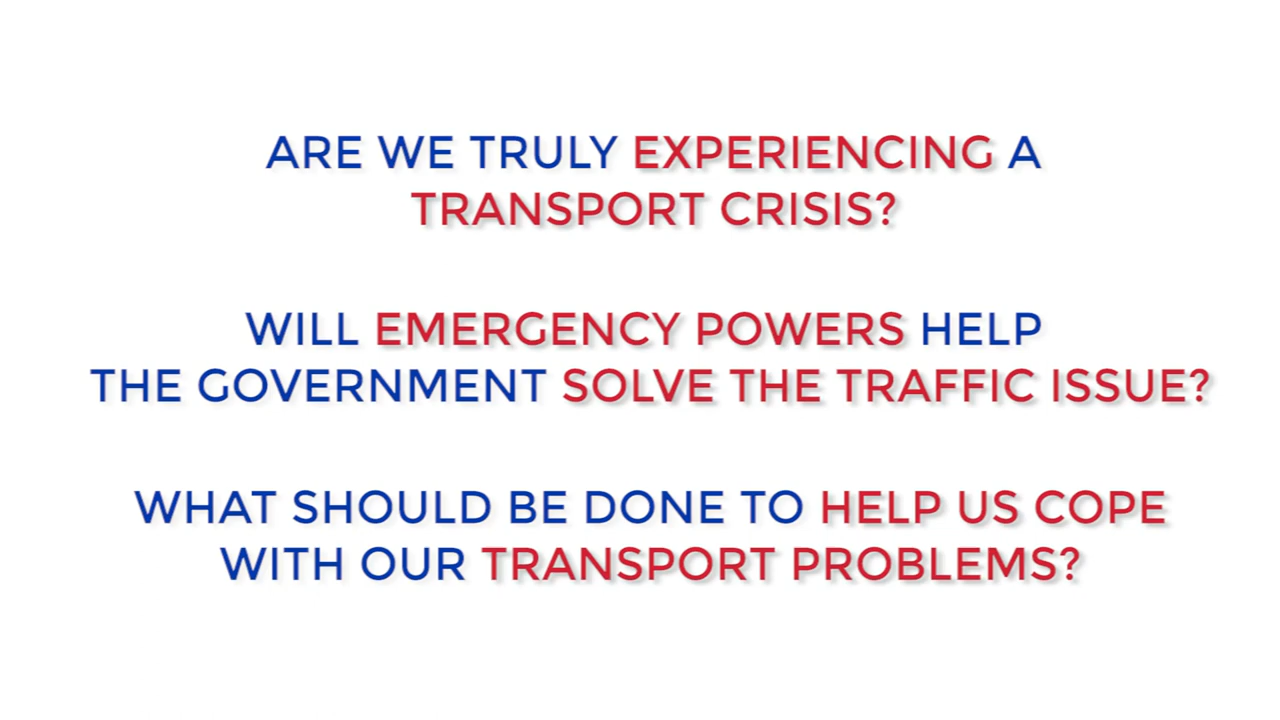 ARE WE TRULY EXPERIENCING A
TRANSPORT CRISIS?
WILL EMERGENCY POWERS HELP
THE GOVERNMENT SOLVE THE TRAFFIC ISSUE?
WHAT SHOULD BE DONE TO HELP US COPE
WITH OUR TRANSPORT PROBLEMS?